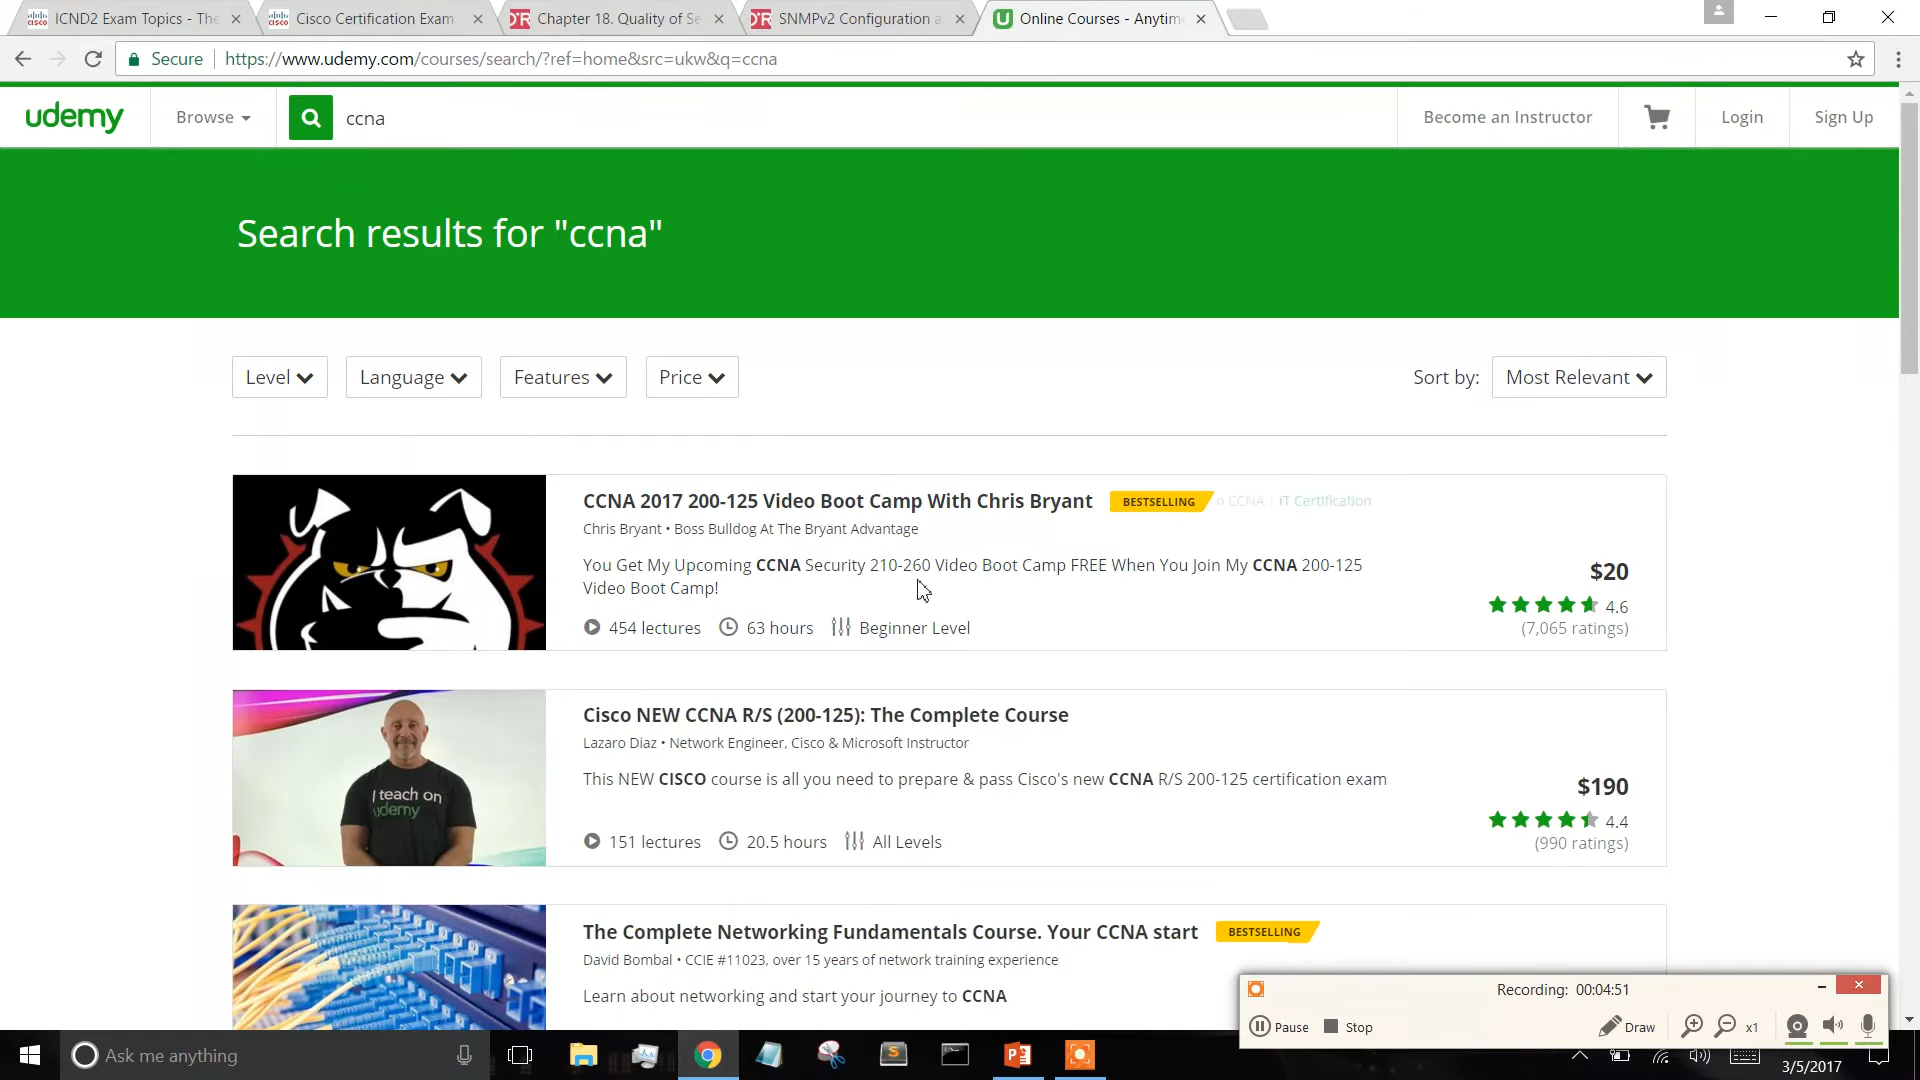 ICND2 Exam Topics - The
Cisco Certification Exam
Chapter 18. Quality of Se
SNMPv2 Configuration a
Online Courses - Anytim
Secure
https://www.udemy.com/courses/search/?ref=home&src=ukw&q=ccna
udemy
Browse
ccna
Become an Instructor
Login
Sign Up
Search results for "ccna"
Level
Language
Features
Price
Sort by:
Most Relevant
CCNA 2017 200-125 Video Boot Camp With Chris Bryant
BESTSELLING
CCNA | IT Certification
Chris Bryant • Boss Bulldog At The Bryant Advantage
You Get My Upcoming CCNA Security 210-260 Video Boot Camp FREE When You Join My CCNA 200-125
Video Boot Camp!
$20
4.6
(7,065 ratings)
454 lectures
63 hours
Beginner Level
Cisco NEW CCNA R/S (200-125): The Complete Course
Lazaro Diaz • Network Engineer, Cisco & Microsoft Instructor
This NEW CISCO course is all you need to prepare & pass Cisco's new CCNA R/S 200-125 certification exam
I teach on
udemy
$190
4.4
(990 ratings)
151 lectures
20.5 hours
All Levels
The Complete Networking Fundamentals Course. Your CCNA start
BESTSELLING
David Bombal • CCIE #11023, over 15 years of network training experience
Learn about networking and start your journey to CCNA
Recording: 00:04:51
Pause
Stop
Draw
x1
Ask me anything
3/5/2017